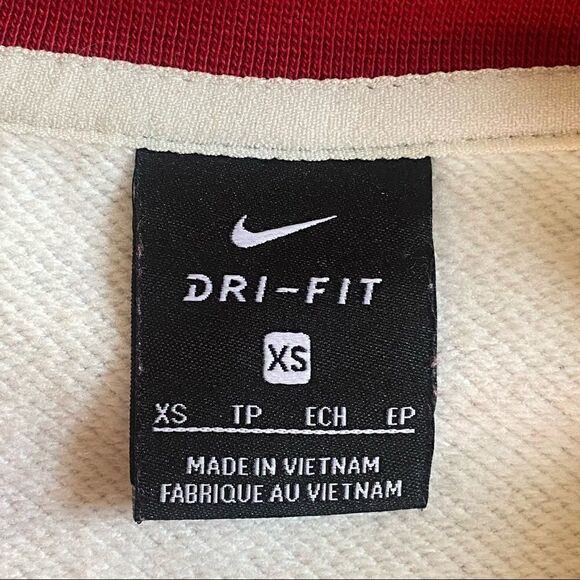 DRI-FIT
XS
XS TP ECH EP
MADE IN VIETNAM
FABRIQUE AU VIETNAM